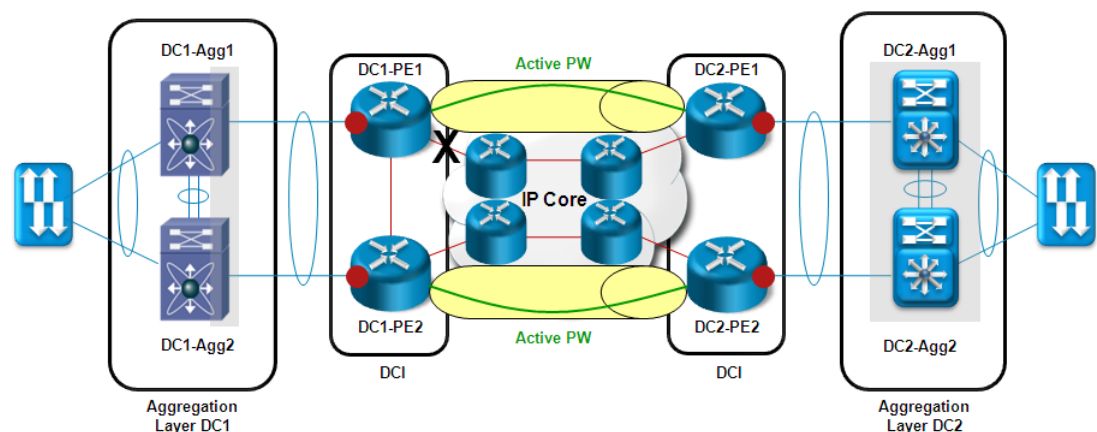 DC1-Agg1
DC1-PE1
Active PW
DC2-PE1
DC2-Agg1
X
IP Core
DC1-PE2
DC2-PE2
DC1-Agg2
Active PW
DC2-Agg2
DCI
DCI
Aggregation
Layer DC1
Aggregation
Layer DC2